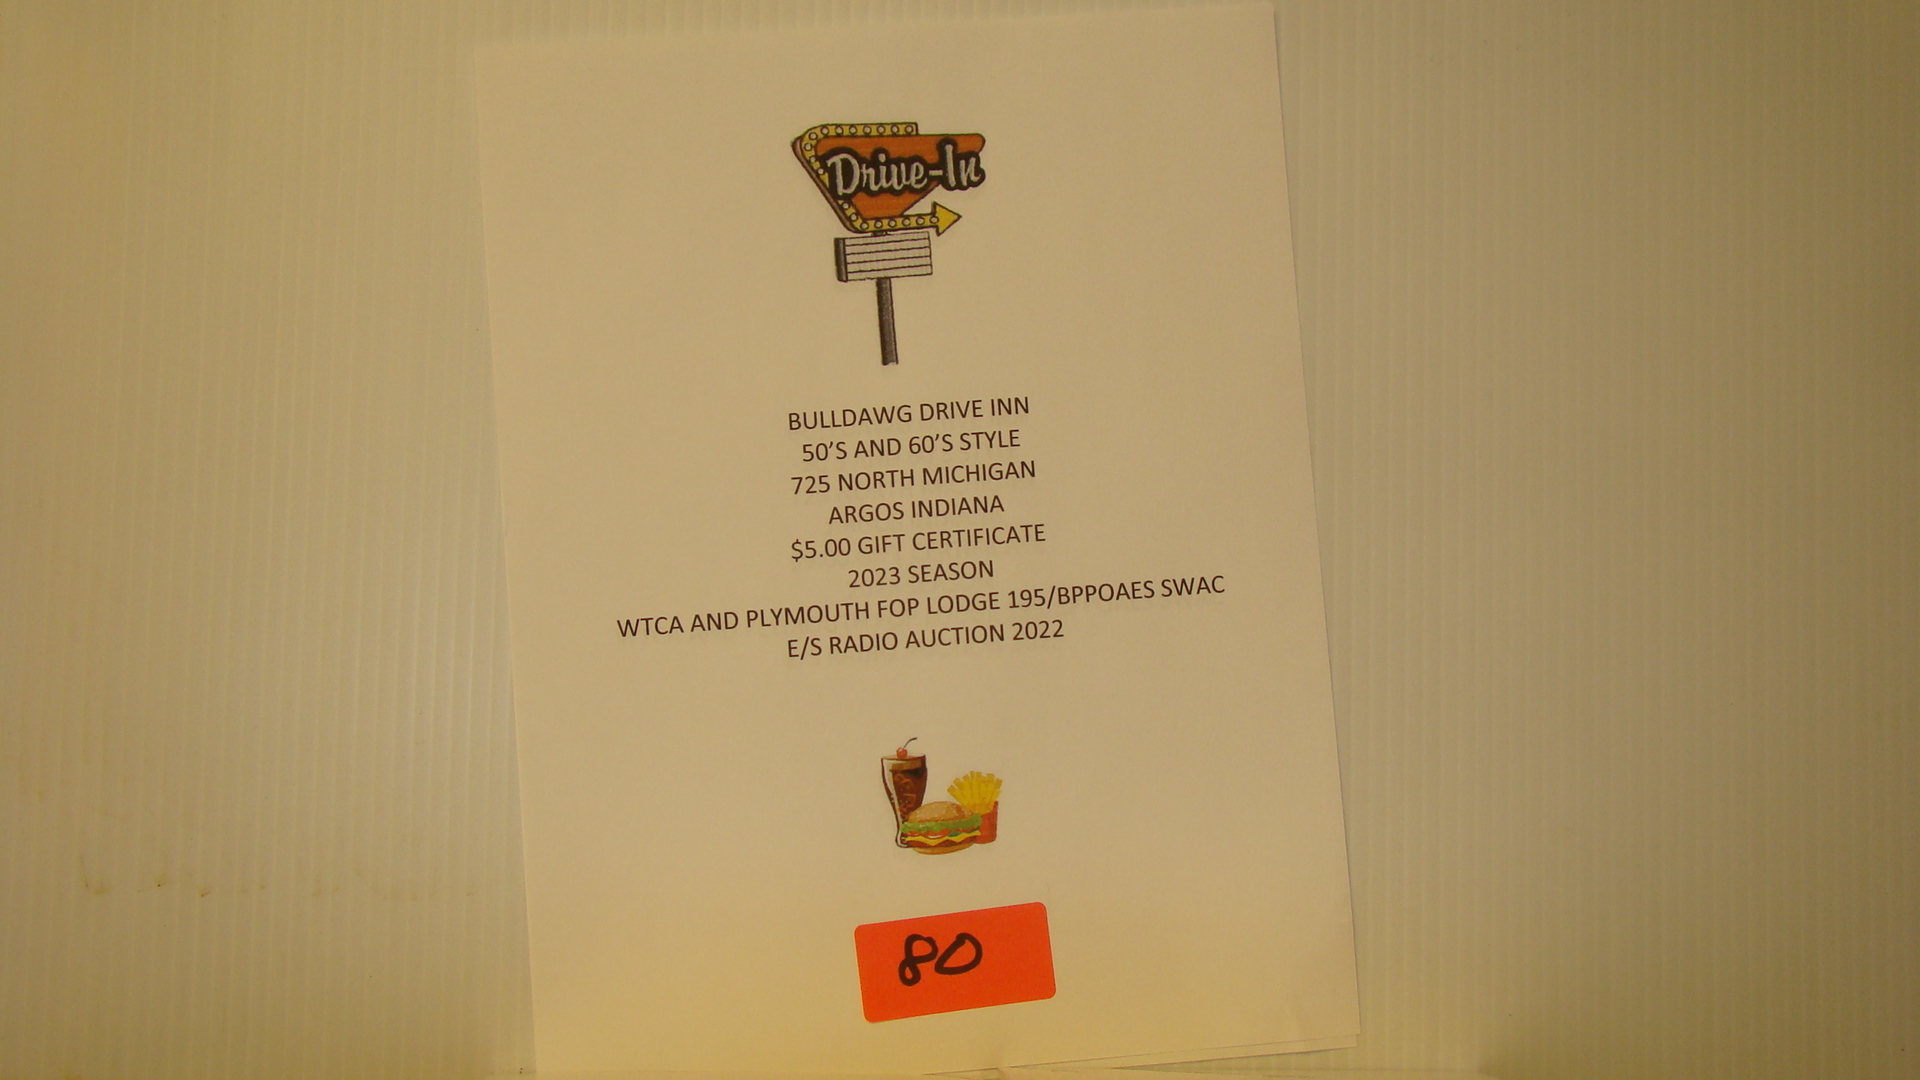 Drive-In
BULLDAWG DRIVE INN
50’S AND 60’S STYLE
725 NORTH MICHIGAN
ARGOS INDIANA
$5.00 GIFT CERTIFICATE
2023 SEASON
WTCA AND PLYMOUTH FOP LODGE 195/BPPOAES SWAC
E/S RADIO AUCTION 2022
80